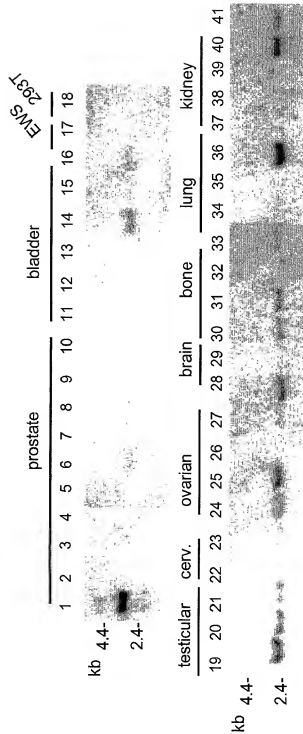 prostate bladder EWS 293T
1 2 3 4 5 6 7 8 9 10 11 12 13 14 15 16 17 18
kb
4.4-
2.4-
testicular cerv. ovarian brain bone lung kidney
19 20 21 22 23 24 25 26 27 28 29 30 31 32 33 34 35 36 37 38 39 40 41
kb
4.4-
2.4-